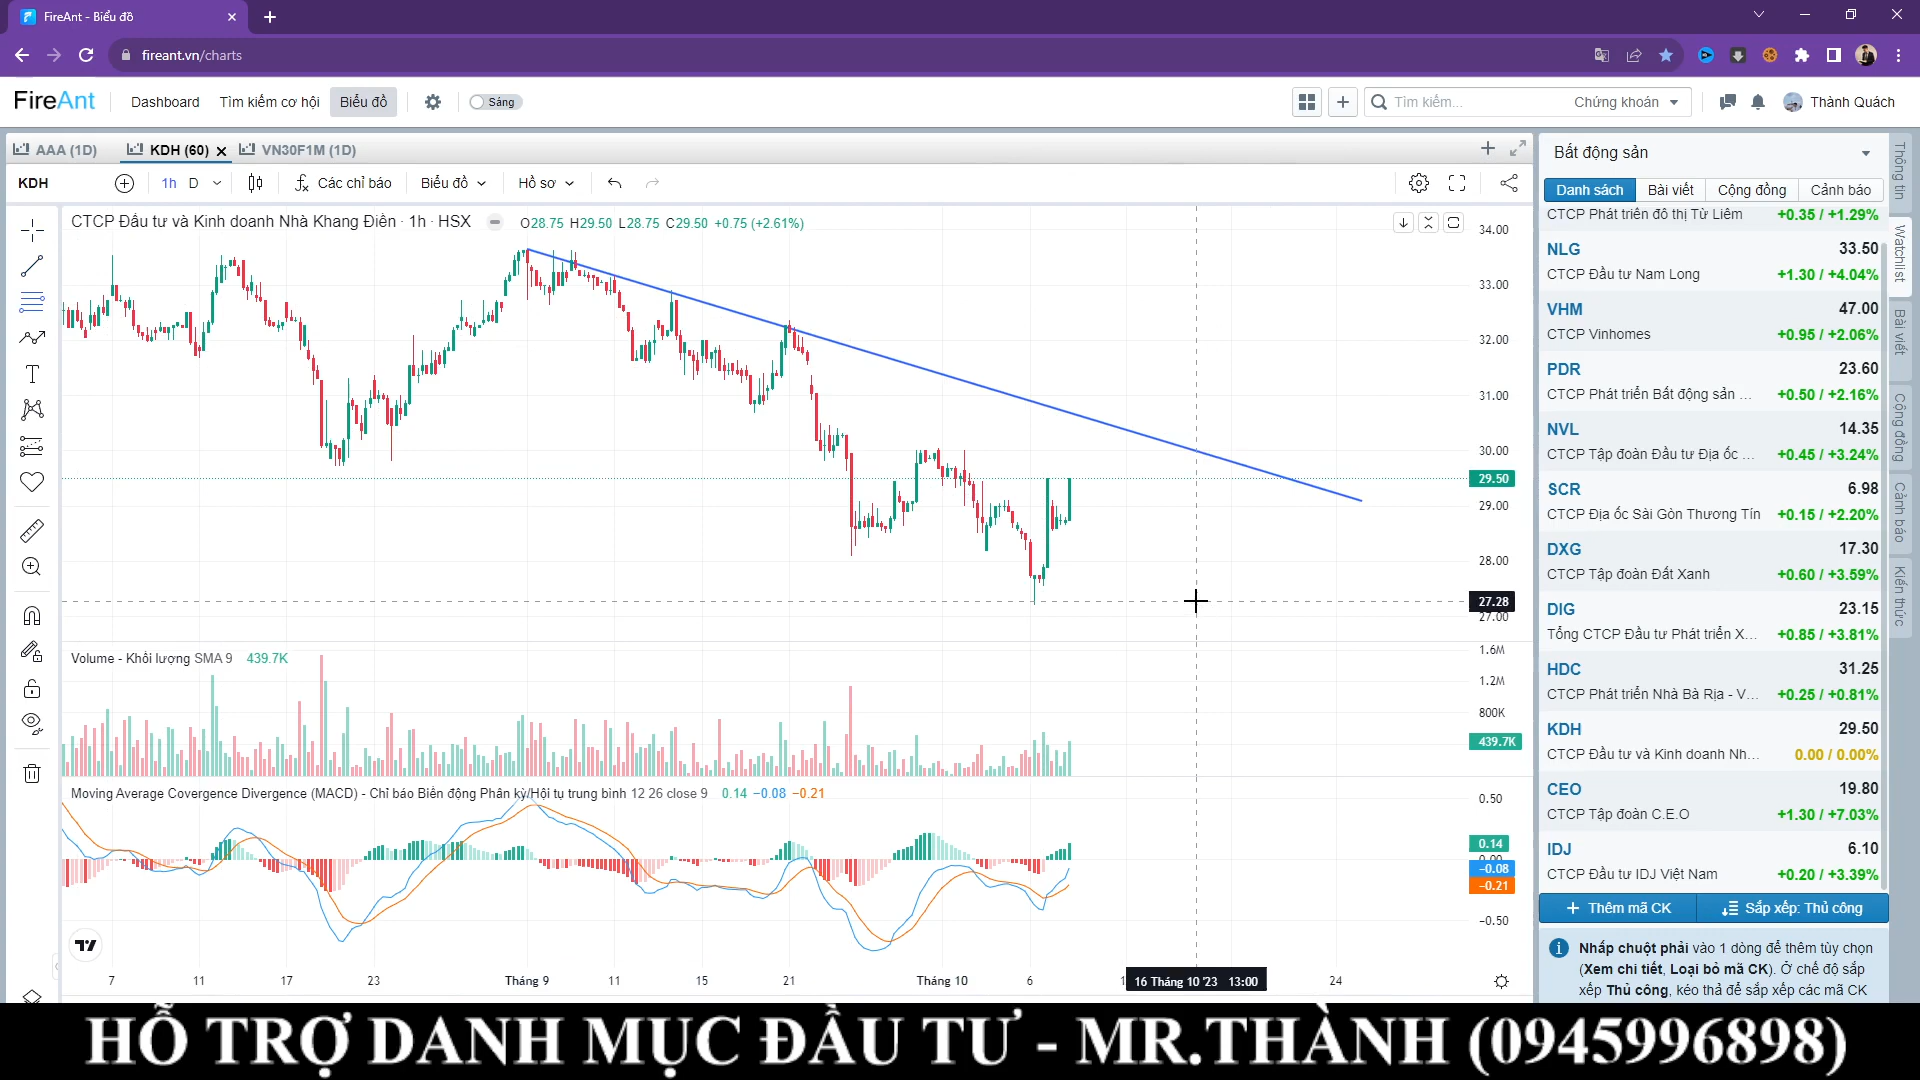 FireAnt - Biểu đồ
fireant.vn/charts
FireAnt
Dashboard Tìm kiếm cơ hội Biểu đồ Sáng
Tìm kiếm... Chứng khoán Thành Quách
AAA (1D) KDH (60) VN30F1M (1D)
KDH 1h D Các chỉ báo Biểu đồ Hồ sơ
CTCP Đầu tư và Kinh doanh Nhà Khang Điền · 1h · HSX O28.75 H29.50 L28.75 C29.50 +0.75 (+2.61%)
34.00
33.00
32.00
31.00
30.00
29.50
29.00
28.00
27.28
27.00
Volume - Khối lượng SMA 9 439.7K
1.6M
1.2M
800K
439.7K
Moving Average Covergence Divergence (MACD) - Chỉ báo Biến động Phân kỳ/Hội tụ trung bình 12 26 close 9 0.14 −0.08 −0.21
0.50
0.14
0.00
−0.08
−0.21
−0.50
7 11 17 23 Tháng 9 11 15 21 Tháng 10 6 16 Tháng 10 '23 13:00 24
Bất động sản
Danh sách Bài viết Cộng đồng Cảnh báo
CTCP Phát triển đô thị Từ Liêm +0.35 / +1.29%
NLG 33.50
CTCP Đầu tư Nam Long +1.30 / +4.04%
VHM 47.00
CTCP Vinhomes +0.95 / +2.06%
PDR 23.60
CTCP Phát triển Bất động sản ... +0.50 / +2.16%
NVL 14.35
CTCP Tập đoàn Đầu tư Địa ốc ... +0.45 / +3.24%
SCR 6.98
CTCP Địa ốc Sài Gòn Thương Tín +0.15 / +2.20%
DXG 17.30
CTCP Tập đoàn Đất Xanh +0.60 / +3.59%
DIG 23.15
Tổng CTCP Đầu tư Phát triển X... +0.85 / +3.81%
HDC 31.25
CTCP Phát triển Nhà Bà Rịa - V... +0.25 / +0.81%
KDH 29.50
CTCP Đầu tư và Kinh doanh Nh... 0.00 / 0.00%
CEO 19.80
CTCP Tập đoàn C.E.O +1.30 / +7.03%
IDJ 6.10
CTCP Đầu tư IDJ Việt Nam +0.20 / +3.39%
Thêm mã CK Sắp xếp: Thủ công
Nhấp chuột phải vào 1 dòng để thêm tùy chọn
(Xem chi tiết, Loại bỏ mã CK). Ở chế độ sắp
xếp Thủ công, kéo thả để sắp xếp các mã CK
Thông tin
Watchlist
Bài viết
Cộng đồng
Cảnh báo
Kiến thức
HỖ TRỢ DANH MỤC ĐẦU TƯ - MR.THÀNH (0945996898)